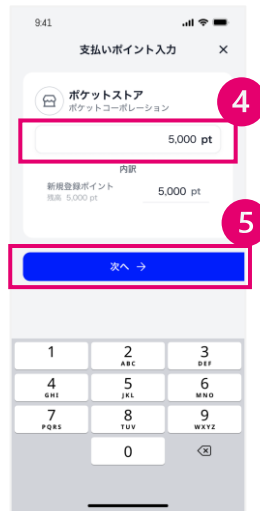 9:41
支払いポイント入力 ×
ポケットストア
ポケットコーポレーション
4
5,000 pt
内訳
新規登録ポイント
5,000 pt
残高 5,000 pt
5
次へ →
1 2 3
ABC DEF
4 5 6
GHI JKL MNO
7 8 9
PQRS TUV WXYZ
0